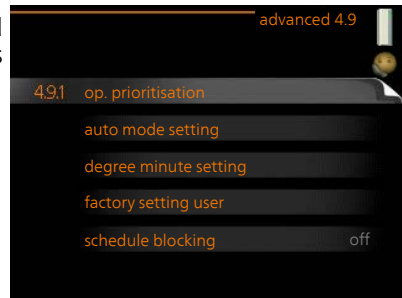 advanced 4.9
4.9.1 op. prioritisation
auto mode setting
degree minute setting
factory setting user
schedule blocking off